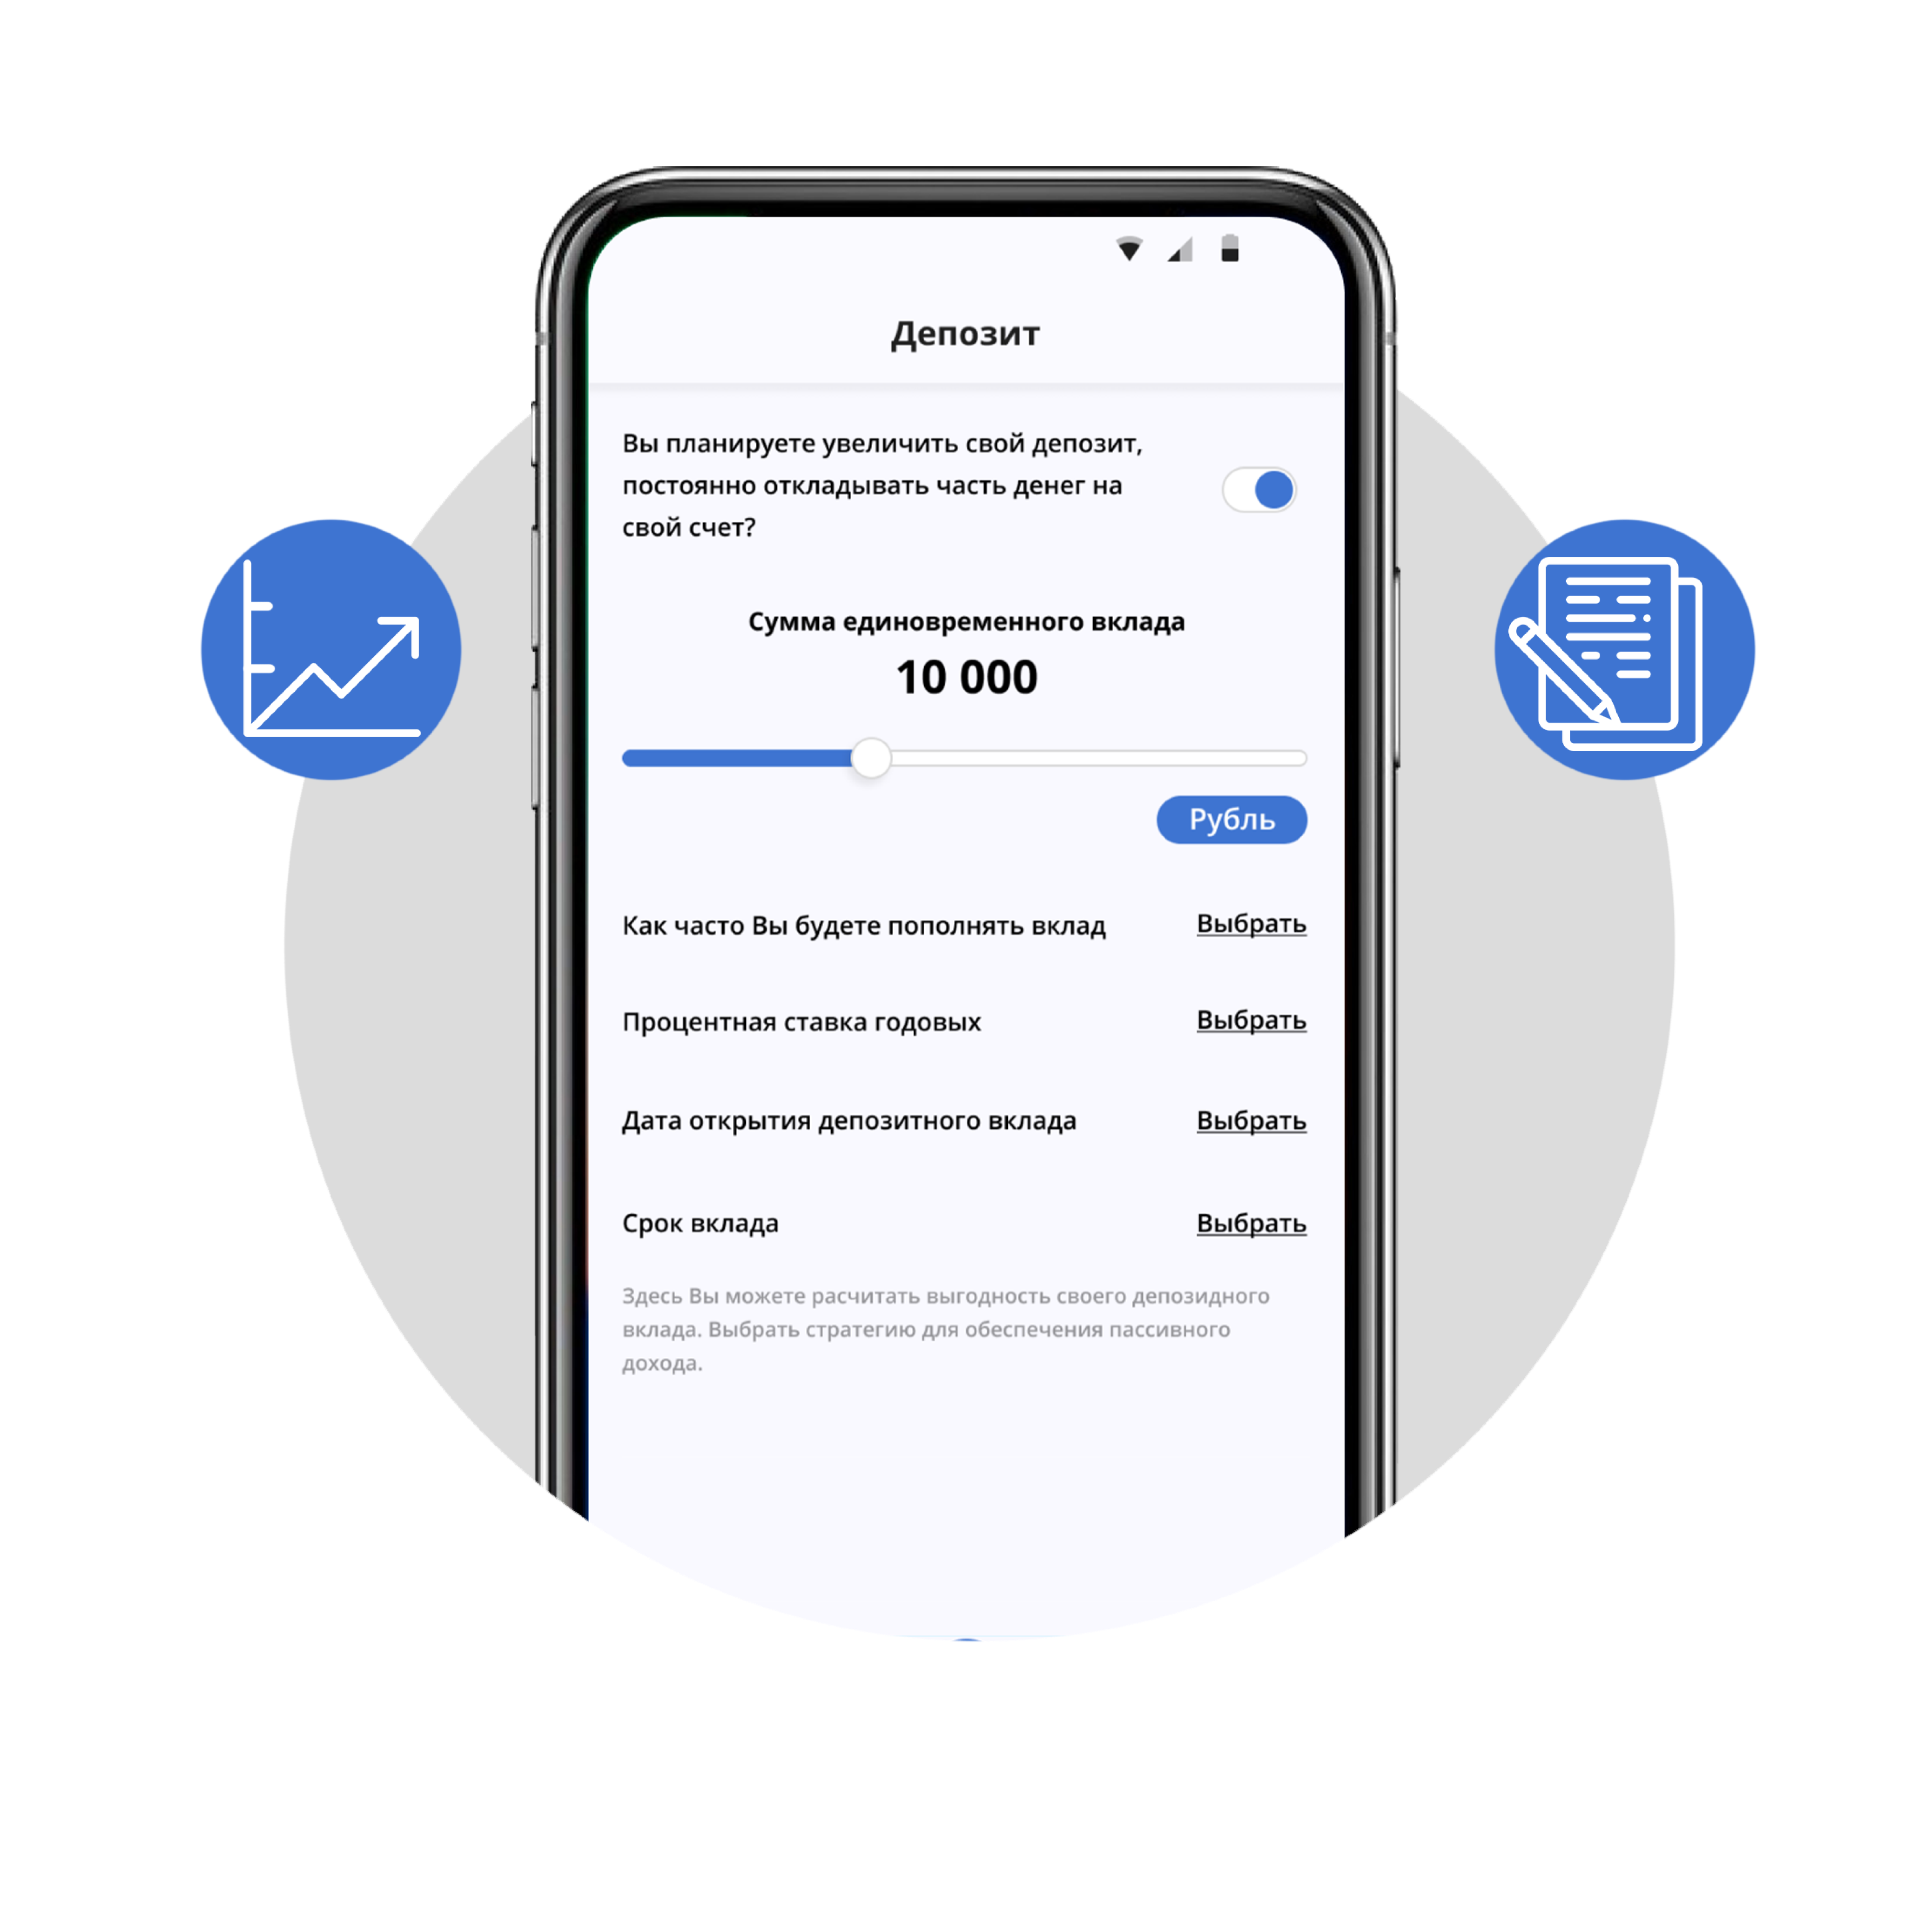 Депозит
Вы планируете увеличить свой депозит,
постоянно откладывать часть денег на
свой счет?
Сумма единовременного вклада
10 000
Рубль
Как часто Вы будете пополнять вклад Выбрать
Процентная ставка годовых Выбрать
Дата открытия депозитного вклада Выбрать
Срок вклада Выбрать
Здесь Вы можете расчитать выгодность своего депозидного
вклада. Выбрать стратегию для обеспечения пассивного
дохода.